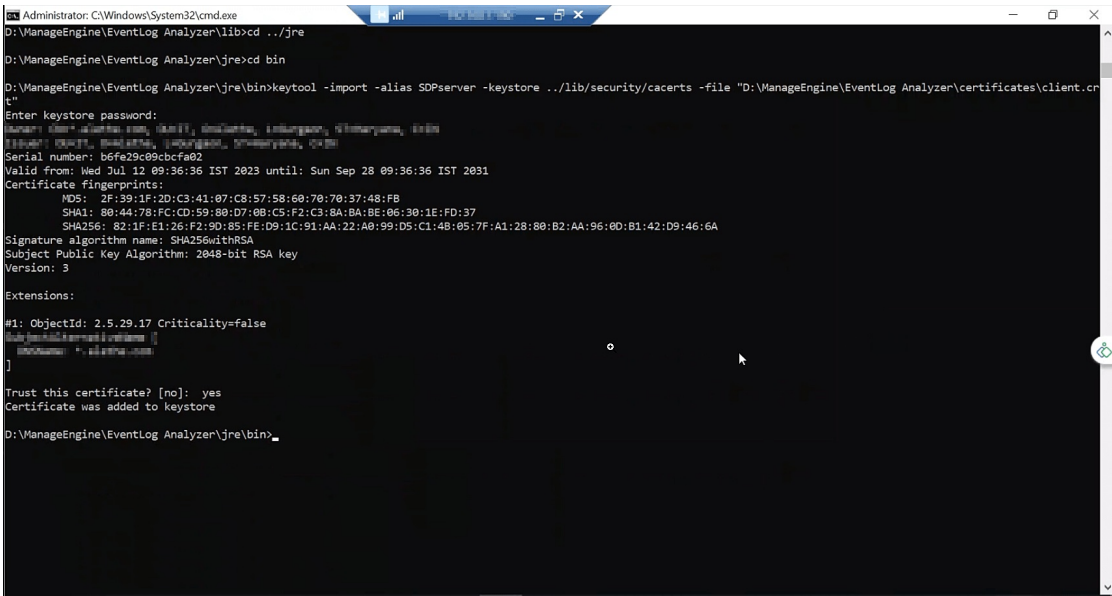 Administrator: C:\Windows\System32\cmd.exe
D:\ManageEngine\EventLog Analyzer\lib>cd ../jre
D:\ManageEngine\EventLog Analyzer\jre>cd bin
D:\ManageEngine\EventLog Analyzer\jre\bin>keytool -import -alias SDPserver -keystore ../lib/security/cacerts -file "D:\ManageEngine\EventLog Analyzer\certificates\client.cr
t"
Enter keystore password:
Serial number: b6fe29c09cbcfa02
Valid from: Wed Jul 12 09:36:36 IST 2023 until: Sun Sep 28 09:36:36 IST 2031
Certificate fingerprints:
MD5: 2F:39:1F:2D:C3:41:07:C8:57:58:60:70:70:37:48:FB
SHA1: 80:44:78:FC:CD:59:80:D7:0B:C5:F2:C3:8A:BA:BE:06:30:1E:FD:37
SHA256: 82:1F:E1:26:F2:9D:85:FE:D9:1C:91:AA:22:A0:99:D5:C1:4B:05:7F:A1:28:80:B2:AA:96:0D:B1:42:D9:46:6A
Signature algorithm name: SHA256withRSA
Subject Public Key Algorithm: 2048-bit RSA key
Version: 3
Extensions:
#1: ObjectId: 2.5.29.17 Criticality=false
]
Trust this certificate? [no]: yes
Certificate was added to keystore
D:\ManageEngine\EventLog Analyzer\jre\bin>